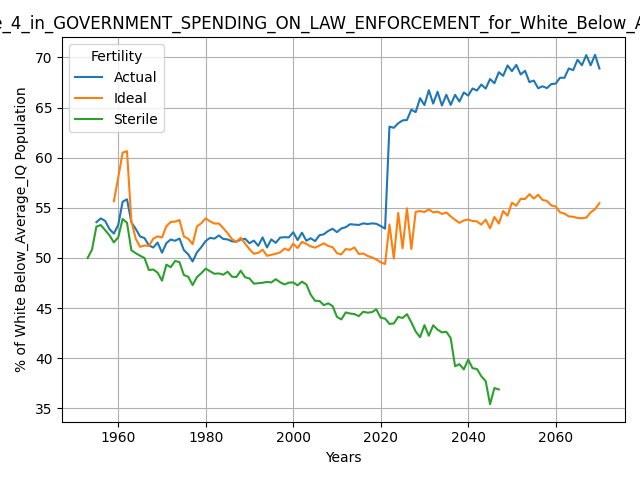 _4_in_GOVERNMENT_SPENDING_ON_LAW_ENFORCEMENT_for_White_Below_A
Fertility
Actual
Ideal
Sterile
% of White Below_Average_IQ Population
70
65
60
55
50
45
40
35
1960
1980
2000
2020
2040
2060
Years